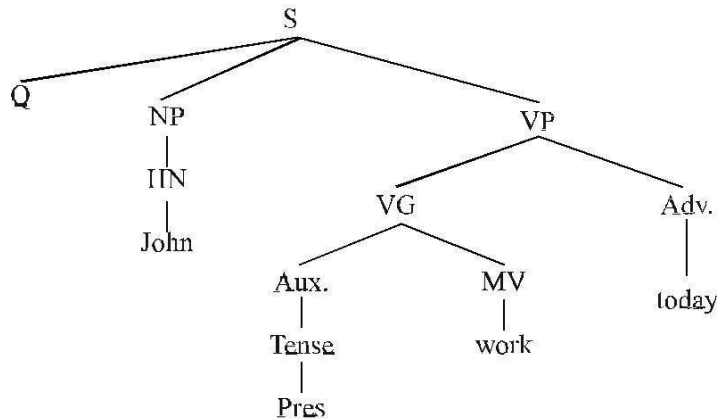 S
Q
NP
VP
HN
VG
Adv.
John
Aux.
MV
today
Tense
work
Pres